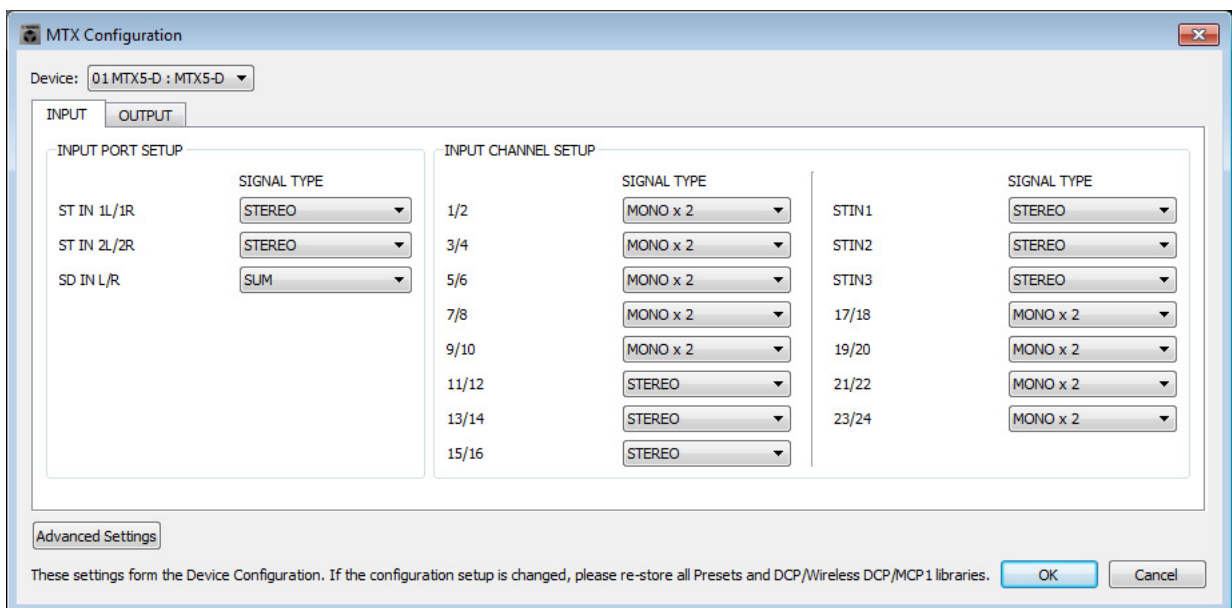 MTX Configuration
Device: 01 MTX5-D : MTX5-D
INPUT OUTPUT
INPUT PORT SETUP
SIGNAL TYPE
ST IN 1L/1R STEREO
ST IN 2L/2R STEREO
SD IN L/R SUM
INPUT CHANNEL SETUP
SIGNAL TYPE
1/2 MONO x 2
3/4 MONO x 2
5/6 MONO x 2
7/8 MONO x 2
9/10 MONO x 2
11/12 STEREO
13/14 STEREO
15/16 STEREO
SIGNAL TYPE
STIN1 STEREO
STIN2 STEREO
STIN3 STEREO
17/18 MONO x 2
19/20 MONO x 2
21/22 MONO x 2
23/24 MONO x 2
Advanced Settings
These settings form the Device Configuration. If the configuration setup is changed, please re-store all Presets and DCP/Wireless DCP/MCP1 libraries. OK Cancel